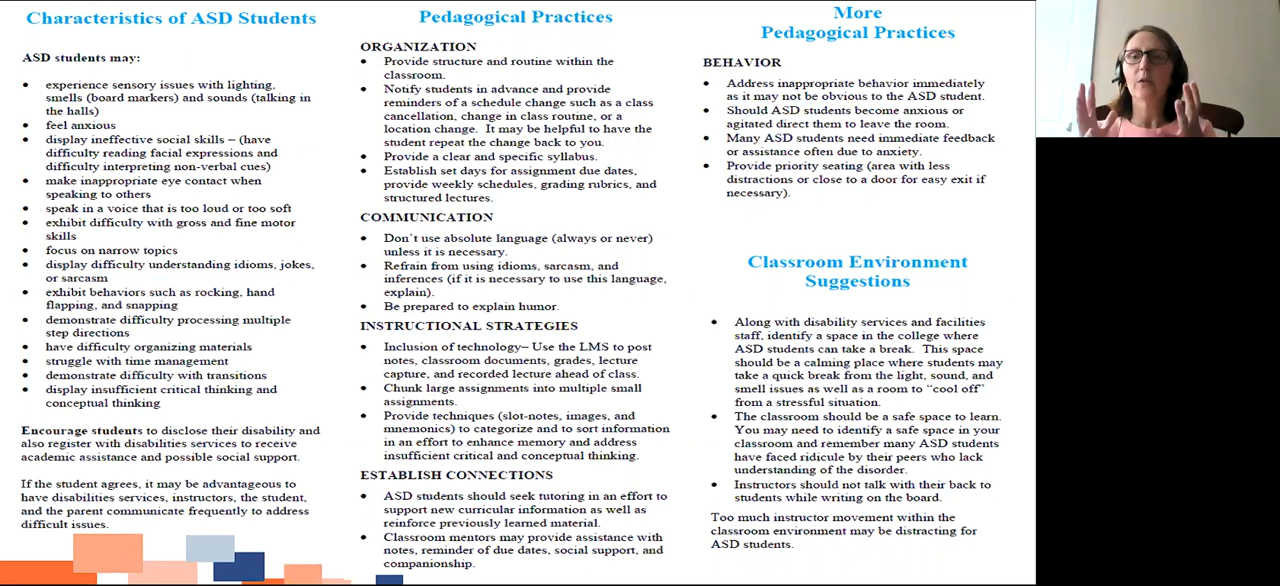 Characteristics of ASD Students
ASD students may:
• experience sensory issues with lighting,
smells (board markers) and sounds (talking in
the halls)
• feel anxious
• display ineffective social skills – (have
difficulty reading facial expressions and
difficulty interpreting non-verbal cues)
• make inappropriate eye contact when
speaking to others
• speak in a voice that is too loud or too soft
• exhibit difficulty with gross and fine motor
skills
• focus on narrow topics
• display difficulty understanding idioms, jokes,
or sarcasm
• exhibit behaviors such as rocking, hand
flapping, and snapping
• demonstrate difficulty processing multiple
step directions
• have difficulty organizing materials
• struggle with time management
• demonstrate difficulty with transitions
• display insufficient critical thinking and
conceptual thinking
Encourage students to disclose their disability and
also register with disabilities services to receive
academic assistance and possible social support.
If the student agrees, it may be advantageous to
have disabilities services, instructors, the student,
and the parent communicate frequently to address
difficult issues.
Pedagogical Practices
ORGANIZATION
• Provide structure and routine within the
classroom.
• Notify students in advance and provide
reminders of a schedule change such as a class
cancellation, change in class routine, or a
location change. It may be helpful to have the
student repeat the change back to you.
• Provide a clear and specific syllabus.
• Establish set days for assignment due dates,
provide weekly schedules, grading rubrics, and
structured lectures.
COMMUNICATION
• Don't use absolute language (always or never)
unless it is necessary.
• Refrain from using idioms, sarcasm, and
inferences (if it is necessary to use this language,
explain).
• Be prepared to explain humor.
INSTRUCTIONAL STRATEGIES
• Inclusion of technology– Use the LMS to post
notes, classroom documents, grades, lecture
capture, and recorded lecture ahead of class.
• Chunk large assignments into multiple small
assignments.
• Provide techniques (slot-notes, images, and
mnemonics) to categorize and to sort information
in an effort to enhance memory and address
insufficient critical and conceptual thinking.
ESTABLISH CONNECTIONS
• ASD students should seek tutoring in an effort to
support new curricular information as well as
reinforce previously learned material.
• Classroom mentors may provide assistance with
notes, reminder of due dates, social support, and
companionship.
More
Pedagogical Practices
BEHAVIOR
• Address inappropriate behavior immediately
as it may not be obvious to the ASD student.
• Should ASD students become anxious or
agitated direct them to leave the room.
• Many ASD students need immediate feedback
or assistance often due to anxiety.
• Provide priority seating (area with less
distractions or close to a door for easy exit if
necessary).
Classroom Environment
Suggestions
• Along with disability services and facilities
staff, identify a space in the college where
ASD students can take a break. This space
should be a calming place where students may
take a quick break from the light, sound, and
smell issues as well as a room to "cool off"
from a stressful situation.
• The classroom should be a safe space to learn.
You may need to identify a safe space in your
classroom and remember many ASD students
have faced ridicule by their peers who lack
understanding of the disorder.
• Instructors should not talk with their back to
students while writing on the board.
Too much instructor movement within the
classroom environment may be distracting for
ASD students.